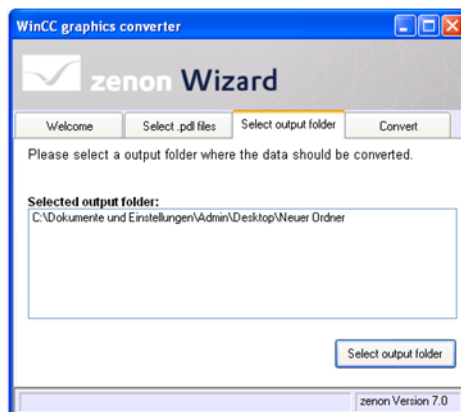 WinCC graphics converter
zenon Wizard
Welcome
Select .pdl files
Select output folder
Convert
Please select a output folder where the data should be converted.
Selected output folder:
C:\Dokumente und Einstellungen\Admin\Desktop\Neuer Ordner
Select output folder
zenon Version 7.0